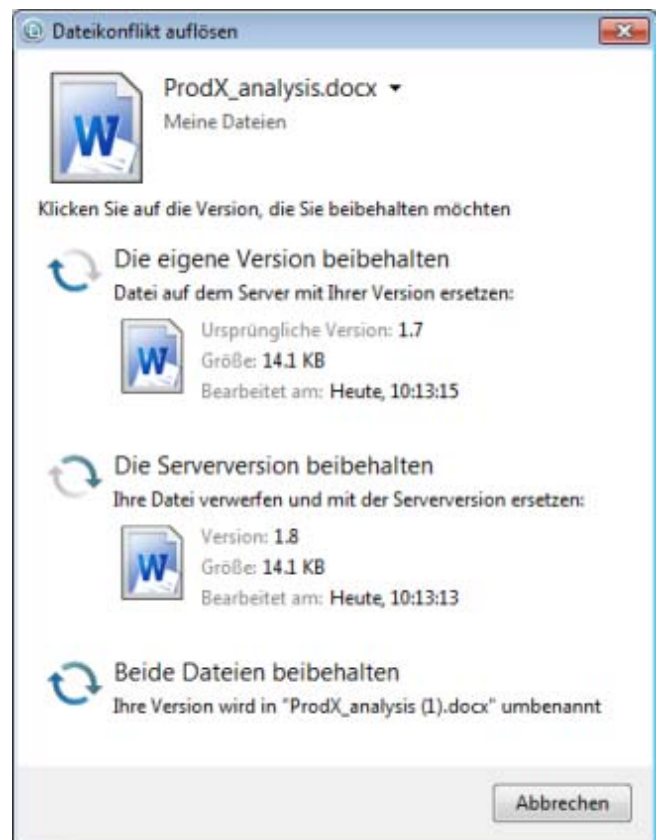 Dateikonflikt auflösen
ProdX_analysis.docx
Meine Dateien
Klicken Sie auf die Version, die Sie beibehalten möchten
Die eigene Version beibehalten
Datei auf dem Server mit Ihrer Version ersetzen:
Ursprüngliche Version: 1.7
Größe: 14.1 KB
Bearbeitet am: Heute, 10:13:15
Die Serverversion beibehalten
Ihre Datei verwerfen und mit der Serverversion ersetzen:
Version: 1.8
Größe: 14.1 KB
Bearbeitet am: Heute, 10:13:13
Beide Dateien beibehalten
Ihre Version wird in "ProdX_analysis (1).docx" umbenannt
Abbrechen